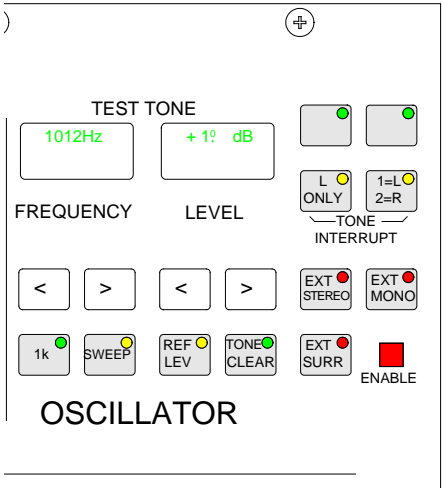 TEST TONE
1012Hz
+ 1⁰ dB
L
ONLY
1=L
2=R
FREQUENCY
LEVEL
TONE
INTERRUPT
<
>
<
>
EXT
STEREO
EXT
MONO
1k
SWEEP
REF
LEV
TONE
CLEAR
EXT
SURR
ENABLE
OSCILLATOR